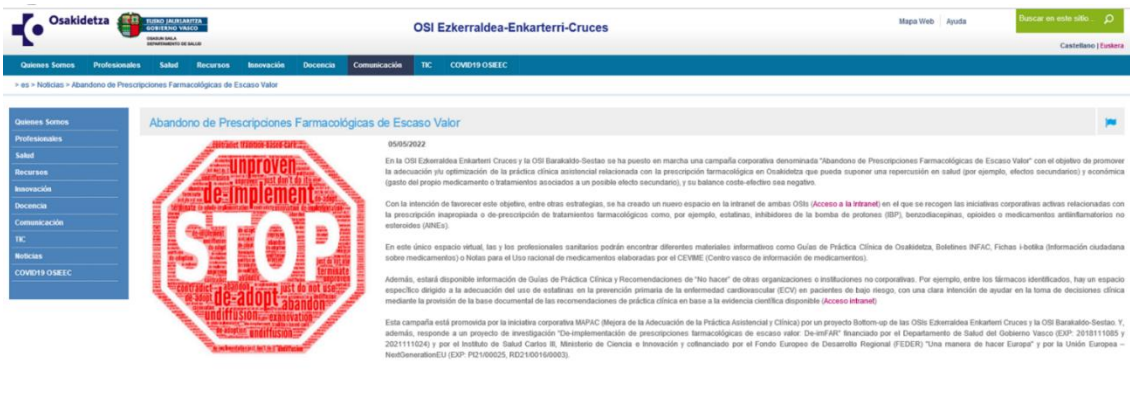 Osakidetza
EUSKO JAURLARITZA
GOBIERNO VASCO
OSASUN SAILA
DEPARTAMENTO DE SALUD
OSI Ezkerraldea-Enkarterri-Cruces
Mapa Web Ayuda
Buscar en este sitio ..
Castellano | Euskera
Quienes Somos Profesionales Salud Recursos Innovación Docencia Comunicación TIC COVID19 OSIEEC
> es > Noticias > Abandono de Prescripciones Farmacológicas de Escaso Valor
Quienes Somos
Profesionales
Salud
Recursos
Innovación
Docencia
Comunicación
TIC
Noticias
COVID19 OSIEEC
Abandono de Prescripciones Farmacológicas de Escaso Valor
unproven
de-implement
STOP
contradict
just do not use
de-adopt abandon
undiffusion
05/05/2022
En la OSI Ezkerraldea Enkarterri Cruces y la OSI Barakaldo-Sestao se ha puesto en marcha una campaña corporativa denominada "Abandono de Prescripciones Farmacológicas de Escaso Valor" con el objetivo de promover
la adecuación y/u optimización de la práctica clínica asistencial relacionada con la prescripción farmacológica en Osakidetza que pueda suponer una repercusión en salud (por ejemplo, efectos secundarios) y económica
(gasto del propio medicamento o tratamientos asociados a un posible efecto secundario), y su balance coste-efectivo sea negativo.
Con la intención de favorecer este objetivo, entre otras estrategias, se ha creado un nuevo espacio en la intranet de ambas OSIs (Acceso a la intranet) en el que se recogen las iniciativas corporativas activas relacionadas con
la prescripción inapropiada o de-prescripción de tratamientos farmacológicos como, por ejemplo, estatinas, inhibidores de la bomba de protones (IBP), benzodiacepinas, opioides o medicamentos antiinflamatorios no
esteroides (AINEs).
En este único espacio virtual, las y los profesionales sanitarios podrán encontrar diferentes materiales informativos como Guías de Práctica Clínica de Osakidetza, Boletines INFAC, Fichas i-botika (Información ciudadana
sobre medicamentos) o Notas para el Uso racional de medicamentos elaboradas por el CEVIME (Centro vasco de información de medicamentos).
Además, estará disponible información de Guías de Práctica Clínica y Recomendaciones de "No hacer" de otras organizaciones o instituciones no corporativas. Por ejemplo, entre los fármacos identificados, hay un espacio
específico dirigido a la adecuación del uso de estatinas en la prevención primaria de la enfermedad cardiovascular (ECV) en pacientes de bajo riesgo, con una clara intención de ayudar en la toma de decisiones clínica
mediante la provisión de la base documental de las recomendaciones de práctica clínica en base a la evidencia científica disponible (Acceso intranet)
Esta campaña está promovida por la iniciativa corporativa MAPAC (Mejora de la Adecuación de la Práctica Asistencial y Clínica) por un proyecto Bottom-up de las OSIs Ezkerraldea Enkarterri Cruces y la OSI Barakaldo-Sestao. Y,
además, responde a un proyecto de investigación "De-implementación de prescripciones farmacológicas de escaso valor: De-imFAR" financiado por el Departamento de Salud del Gobierno Vasco (EXP: 2018111085 y
2021111024) y por el Instituto de Salud Carlos III, Ministerio de Ciencia e Innovación y cofinanciado por el Fondo Europeo de Desarrollo Regional (FEDER) "Una manera de hacer Europa" y por la Unión Europea –
NextGenerationEU (EXP: PI21/00025, RD21/0016/0003).